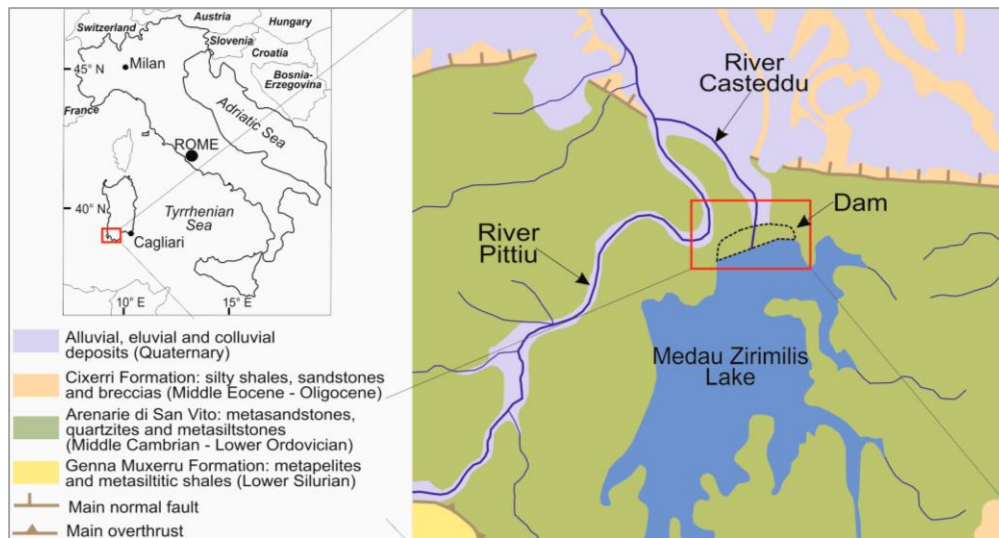 Austria
Hungary
Switzerland
Slovenia
Croatia
Milan
45° N
Bosnia-
Erzegovina
France
Adriatic Sea
ROME
40° N
Tyrrhenian
Sea
Cagliari
10° E
15° E
Alluvial, eluvial and colluvial
deposits (Quaternary)
Cixerri Formation: silty shales, sandstones
and breccias (Middle Eocene - Oligocene)
Arenarie di San Vito: metasandstones,
quartzites and metasiltstones
(Middle Cambrian - Lower Ordovician)
Genna Muxerru Formation: metapelites
and metasiltitic shales (Lower Silurian)
Main normal fault
Main overthrust
River
Casteddu
Dam
River
Pittiu
Medau Zirimilis
Lake